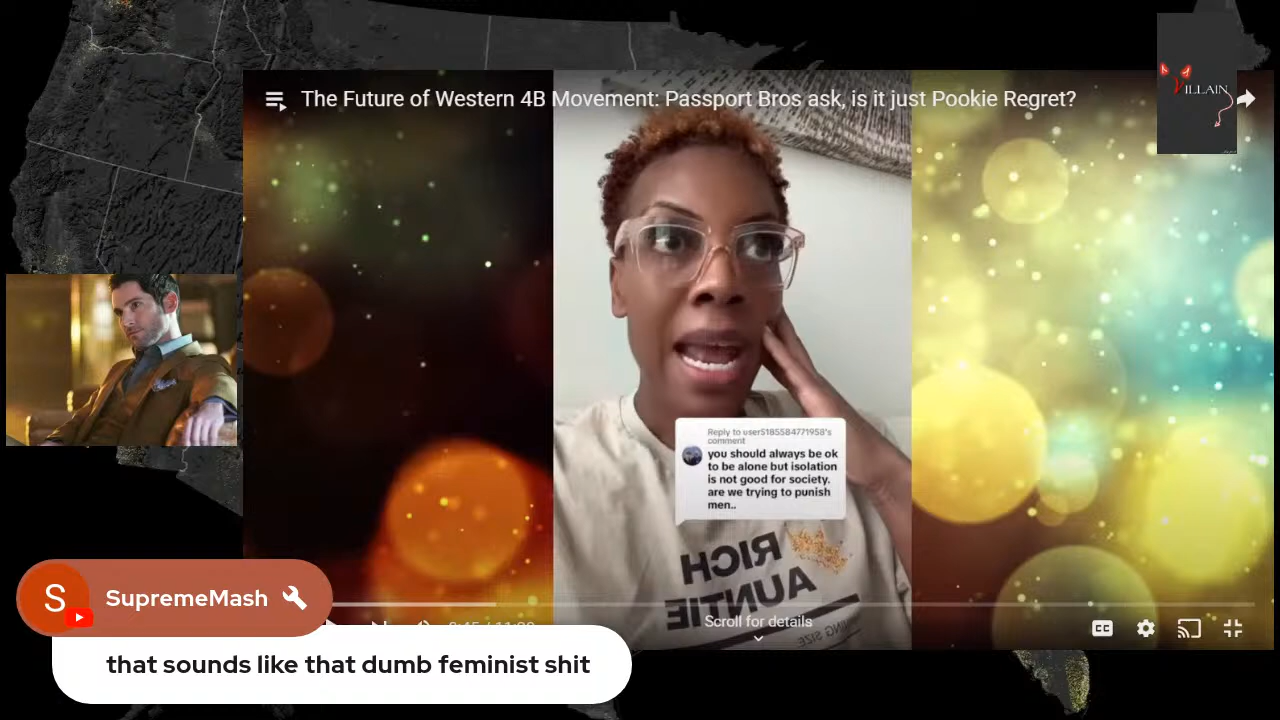 The Future of Western 4B Movement: Passport Bros ask, is it just Pookie Regret?
VILLAIN
Reply to user5185584771958's
comment
you should always be ok
to be alone but isolation
is not good for society.
are we trying to punish
men..
RICH
AUNTIE
Scroll for details
CC
S
SupremeMash
that sounds like that dumb feminist shit